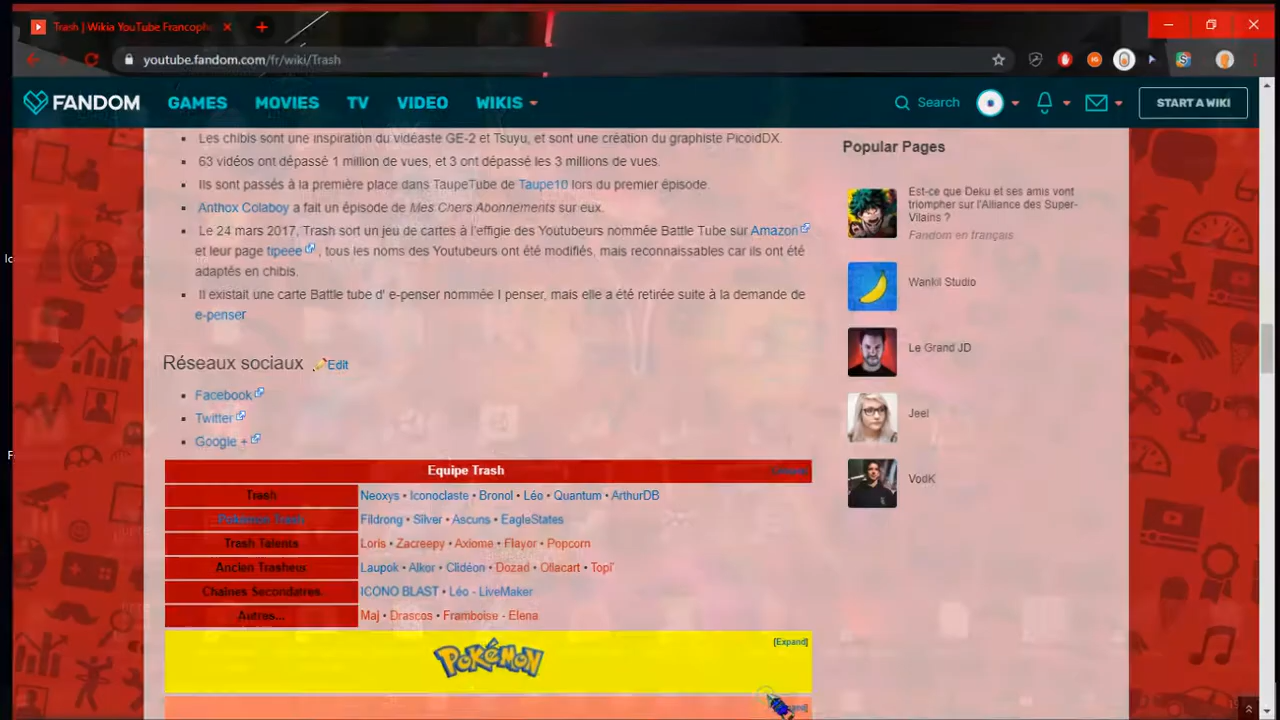 Trash | Wikia YouTube Francoph
youtube.fandom.com/fr/wiki/Trash
FANDOM GAMES MOVIES TV VIDEO WIKIS Search START A WIKI
Les chibis sont une inspiration du vidéaste GE-2 et Tsuyu, et sont une création du graphiste PicoidDX.
63 vidéos ont dépassé 1 million de vues, et 3 ont dépassé les 3 millions de vues.
Ils sont passés à la première place dans TaupeTube de Taupe10 lors du premier épisode.
Anthox Colaboy a fait un épisode de Mes Chers Abonnements sur eux.
Le 24 mars 2017, Trash sort un jeu de cartes à l'effigie des Youtubeurs nommée Battle Tube sur Amazon
et leur page tipeee , tous les noms des Youtubeurs ont été modifiés, mais reconnaissables car ils ont été
adaptés en chibis.
Il existait une carte Battle tube d' e-penser nommée I penser, mais elle a été retirée suite à la demande de
e-penser
Réseaux sociaux Edit
Facebook
Twitter
Google +
Equipe Trash
Trash Neoxys • Iconoclaste • Bronol • Léo • Quantum • ArthurDB
Pokémon Trash Fildrong • Silver • Ascuns • EagleStates
Trash Talents Loris • Zacreepy • Axiome • Flayor • Popcorn
Ancien Trasheur Laupok • Alkor • Clidéon • Dozad • Ollacart • Topi'
Chaines Secondaires ICONO BLAST • Léo - LiveMaker
Autres... Maj • Drascos • Framboise - Elena
POKÉMON [Expand]
Popular Pages
Est-ce que Deku et ses amis vont
triompher sur l'Alliance des Super-
Vilains ?
Fandom en français
Wankil Studio
Le Grand JD
Jeel
VodK